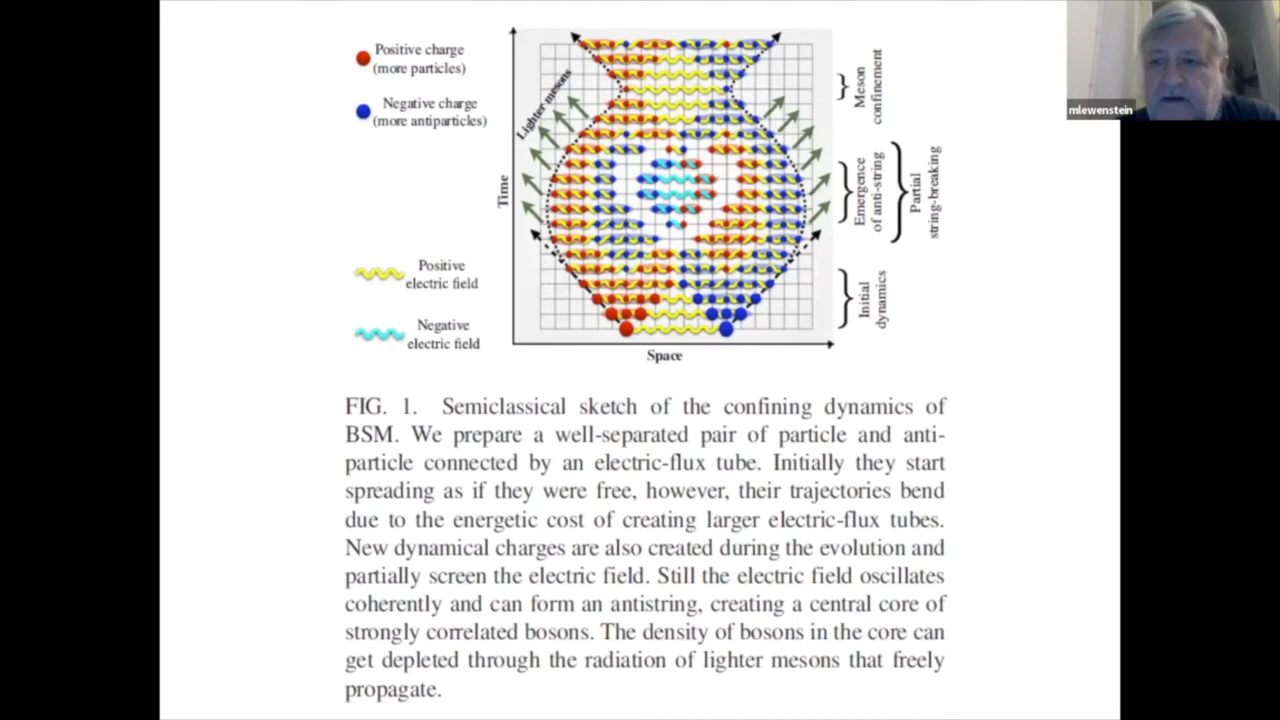 Positive charge
(more particles)
Negative charge
(more antiparticles)
Positive
electric field
Negative
electric field
Time
Space
Lighter mesons
Meson
confinement
Emergence
of anti-string
Partial
string-breaking
Initial
dynamics
mlewenstein
FIG. 1. Semiclassical sketch of the confining dynamics of
BSM. We prepare a well-separated pair of particle and anti-
particle connected by an electric-flux tube. Initially they start
spreading as if they were free, however, their trajectories bend
due to the energetic cost of creating larger electric-flux tubes.
New dynamical charges are also created during the evolution and
partially screen the electric field. Still the electric field oscillates
coherently and can form an antistring, creating a central core of
strongly correlated bosons. The density of bosons in the core can
get depleted through the radiation of lighter mesons that freely
propagate.